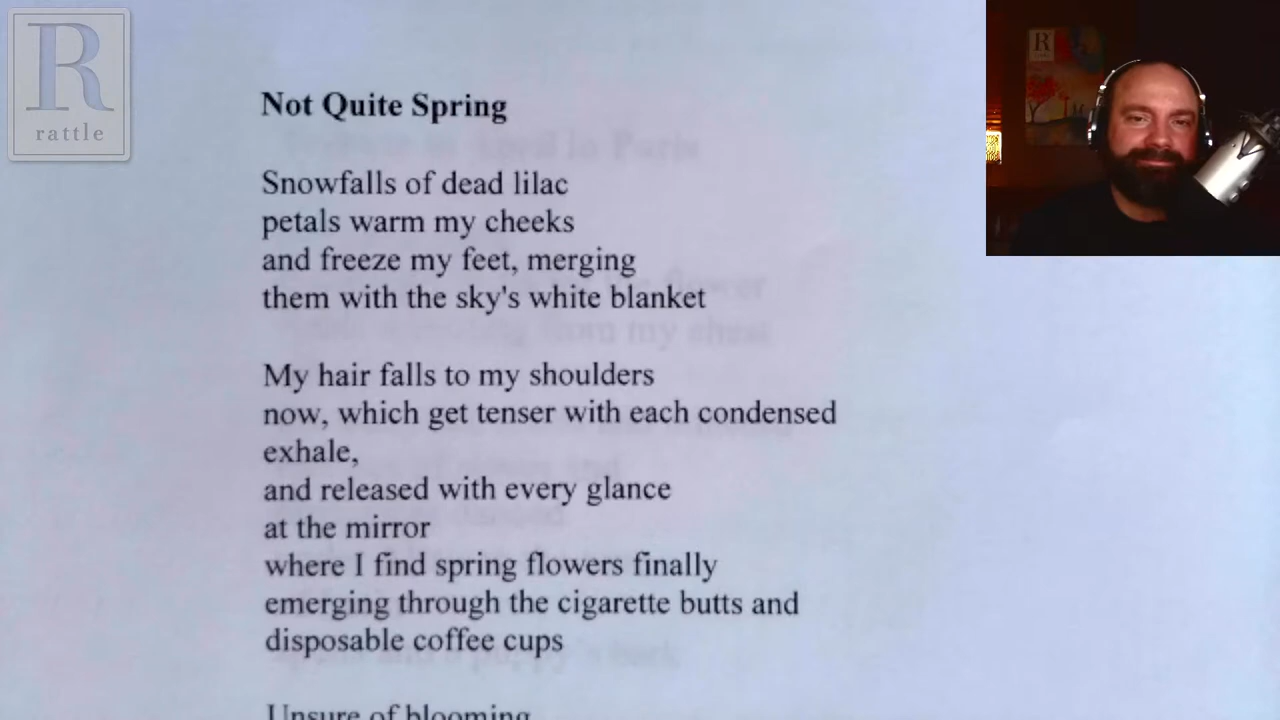 R
rattle
Not Quite Spring
Snowfalls of dead lilac
petals warm my cheeks
and freeze my feet, merging
them with the sky's white blanket
My hair falls to my shoulders
now, which get tenser with each condensed
exhale,
and released with every glance
at the mirror
where I find spring flowers finally
emerging through the cigarette butts and
disposable coffee cups
Unsure of blooming
R